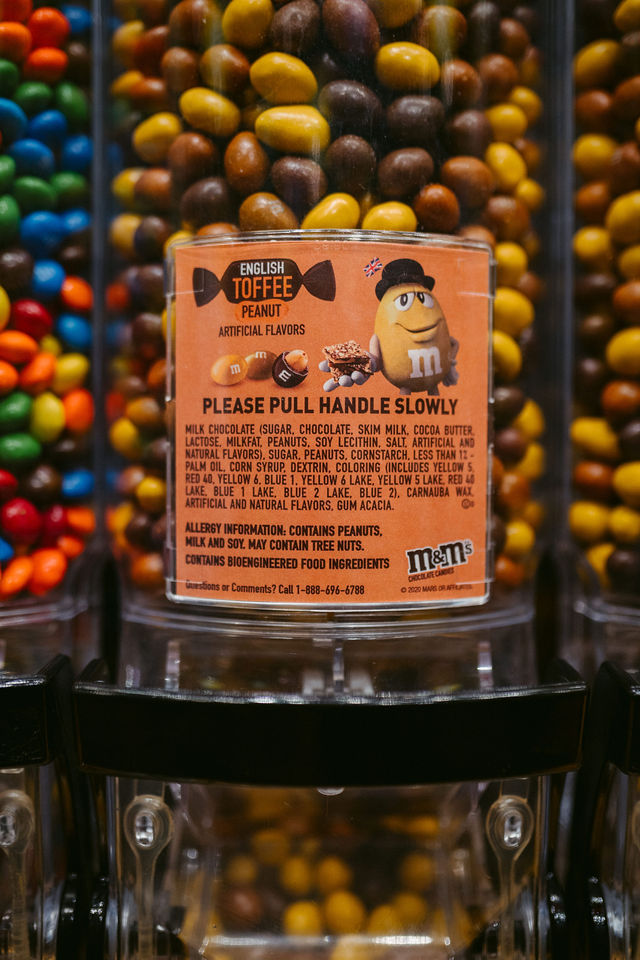 ENGLISH
TOFFEE
PEANUT
ARTIFICIAL FLAVORS
m
m
E
m
PLEASE PULL HANDLE SLOWLY
MILK CHOCOLATE (SUGAR, CHOCOLATE, SKIM MILK, COCOA BUTTER,
LACTOSE, MILKFAT, PEANUTS, SOY LECITHIN, SALT, ARTIFICIAL AND
NATURAL FLAVORS), SUGAR, PEANUTS, CORNSTARCH, LESS THAN 1% -
PALM OIL, CORN SYRUP, DEXTRIN, COLORING (INCLUDES YELLOW 5,
RED 40, YELLOW 6, BLUE 1, YELLOW 6 LAKE, YELLOW 5 LAKE, RED 40
LAKE, BLUE 1 LAKE, BLUE 2 LAKE, BLUE 2), CARNAUBA WAX,
ARTIFICIAL AND NATURAL FLAVORS, GUM ACACIA.
ALLERGY INFORMATION: CONTAINS PEANUTS,
MILK AND SOY. MAY CONTAIN TREE NUTS.
CONTAINS BIOENGINEERED FOOD INGREDIENTS
m&m's
CHOCOLATE CANDIES
Questions or Comments? Call 1-888-696-6788
© 2020 MARS OR AFFILIATES.